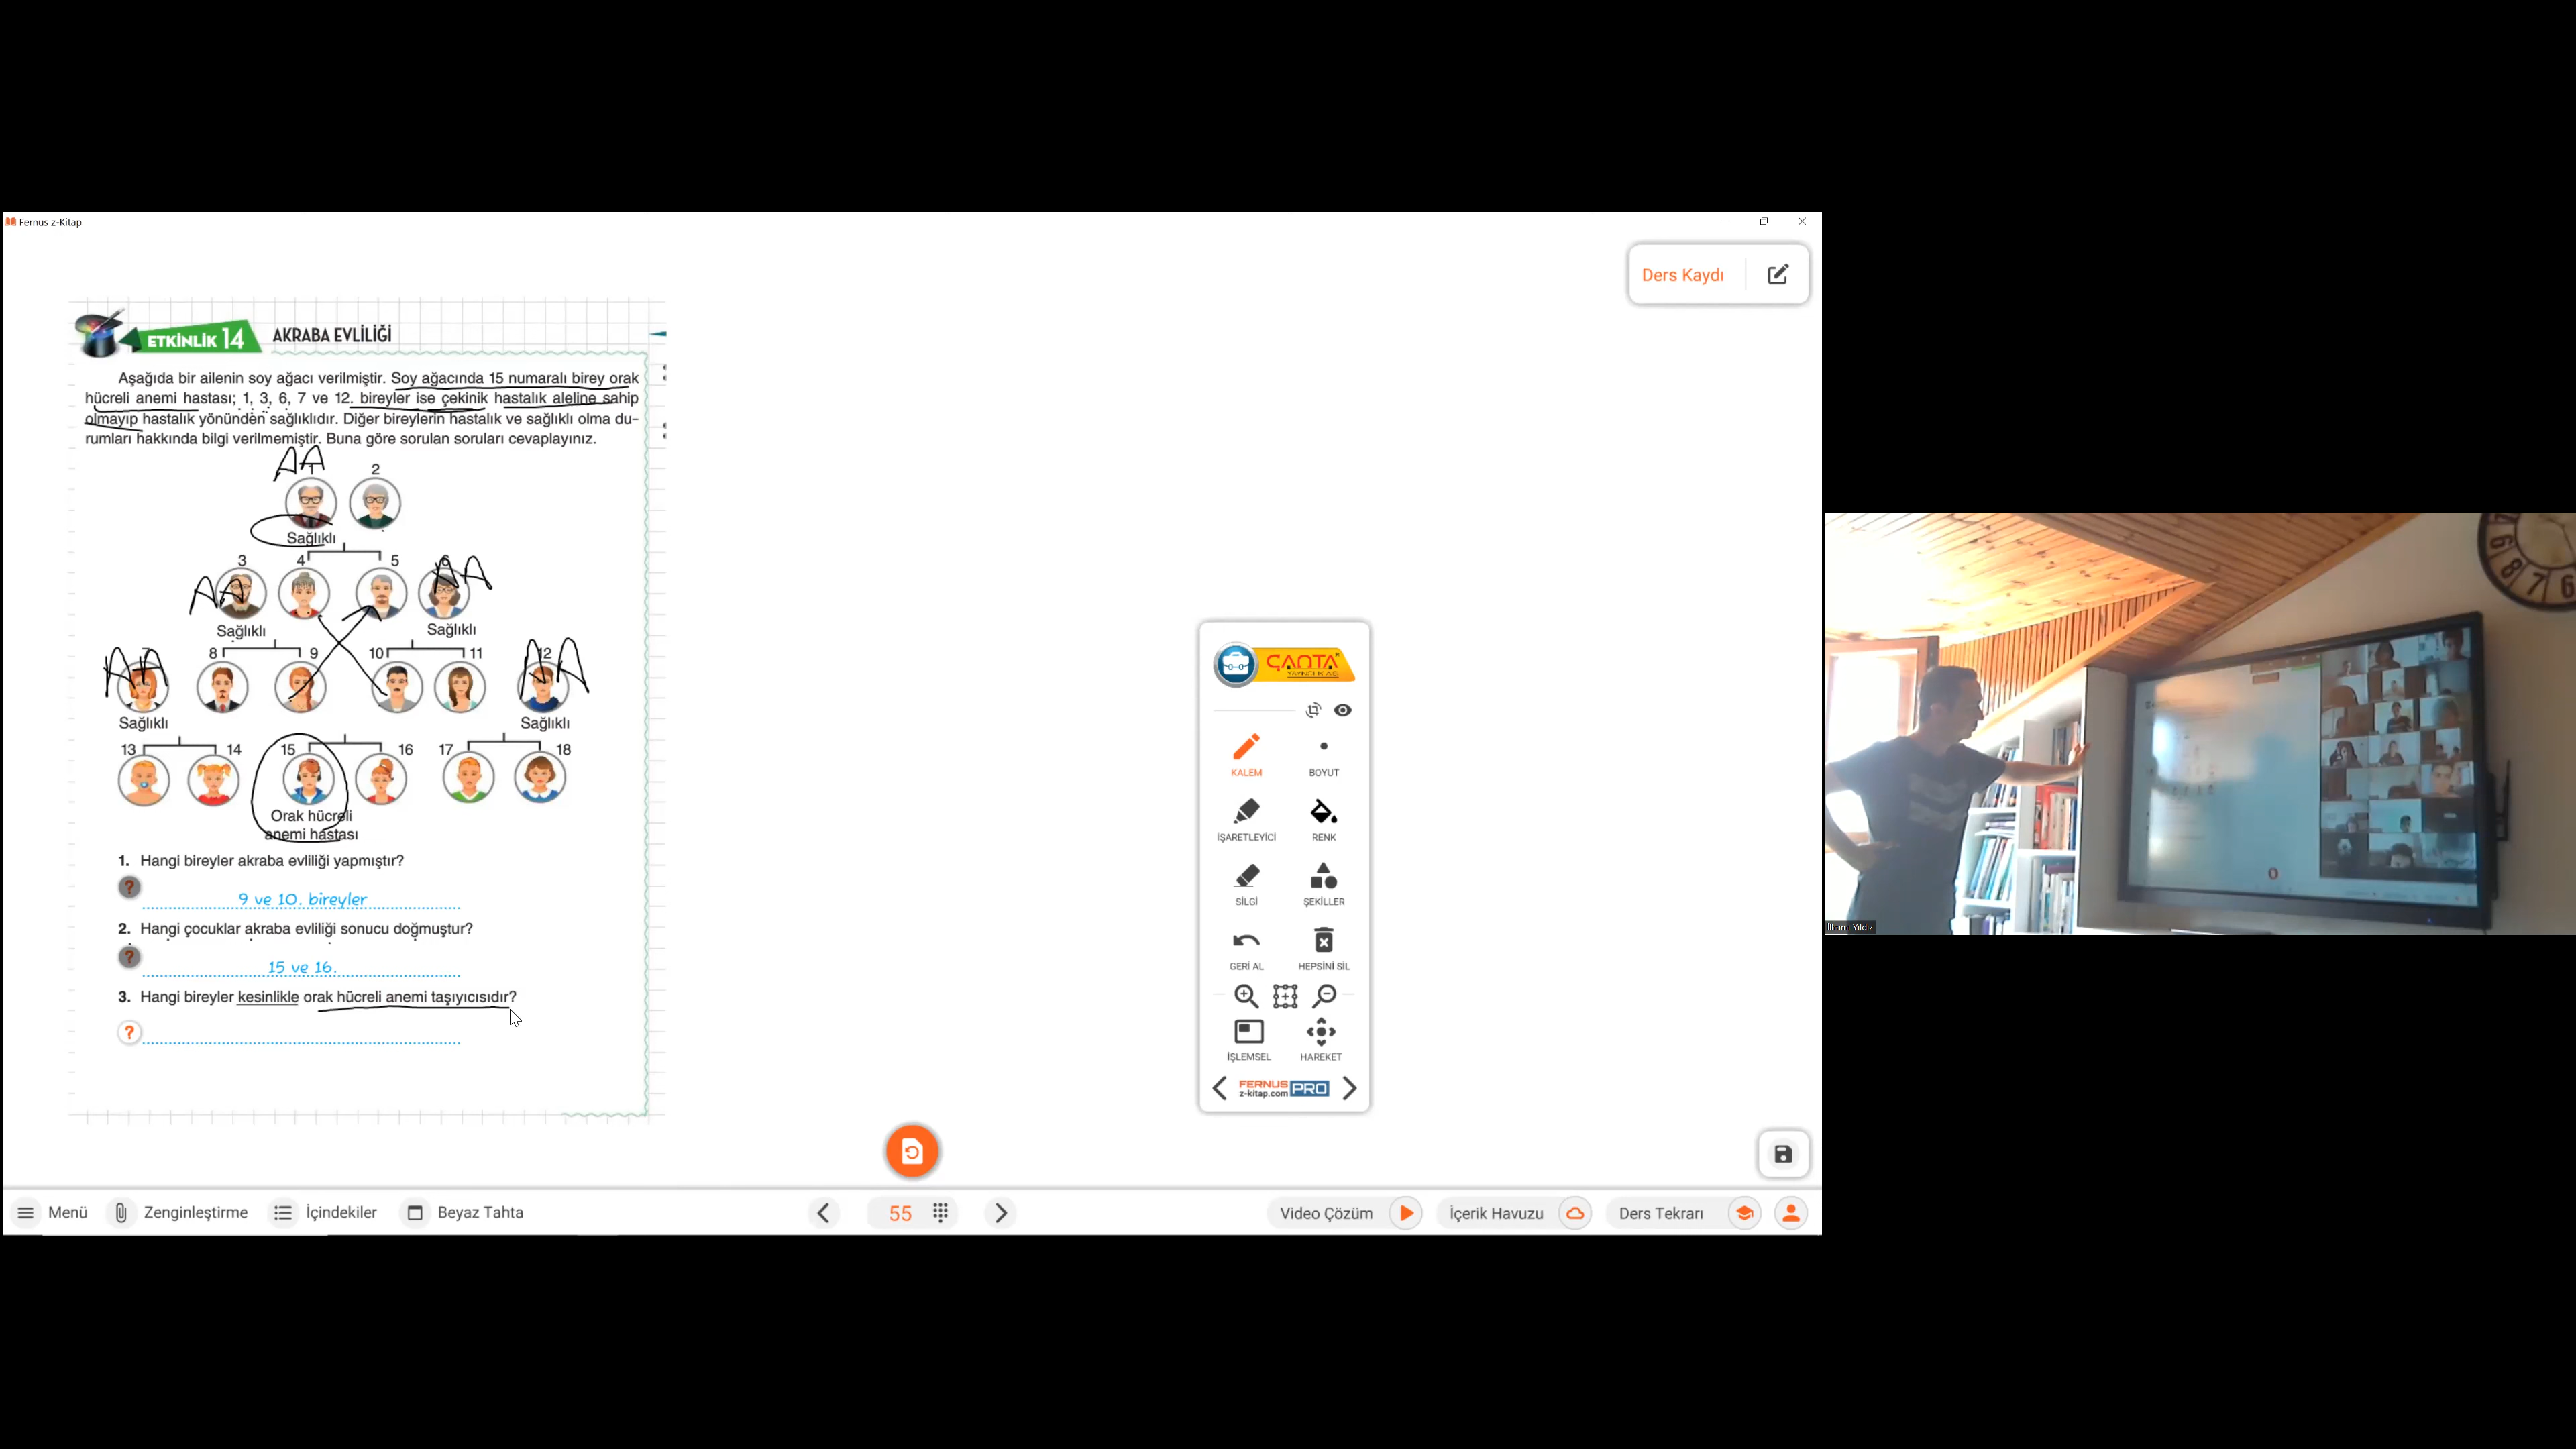 Fernus z-Kitap
Ders Kaydı
ETKİNLİK 14
AKRABA EVLİLİĞİ
Aşağıda bir ailenin soy ağacı verilmiştir. Soy ağacında 15 numaralı birey orak
hücreli anemi hastası; 1, 3, 6, 7 ve 12. bireyler ise çekinik hastalık aleline sahip
olmayıp hastalık yönünden sağlıklıdır. Diğer bireylerin hastalık ve sağlıklı olma du-
rumları hakkında bilgi verilmemiştir. Buna göre sorulan soruları cevaplayınız.
AA
1 2
Sağlıklı
3 4 5 6
AA AA
Sağlıklı Sağlıklı
7 8 9 10 11 12
AA AA
Sağlıklı Sağlıklı
13 14 15 16 17 18
Orak hücreli
anemi hastası
1. Hangi bireyler akraba evliliği yapmıştır?
?
9 ve 10. bireyler
2. Hangi çocuklar akraba evliliği sonucu doğmuştur?
?
15 ve 16.
3. Hangi bireyler kesinlikle orak hücreli anemi taşıyıcısıdır?
?
ÇANTA
YAYINCILIK
KALEM BOYUT
İŞARETLEYİCİ RENK
SİLGİ ŞEKİLLER
GERİ AL HEPSİNİ SİL
İŞLEMSEL HAREKET
FERNUS PRO
z-kitap.com
Menü Zenginleştirme İçindekiler Beyaz Tahta
55
Video Çözüm İçerik Havuzu Ders Tekrarı
İlhami Yıldız
6
7
8